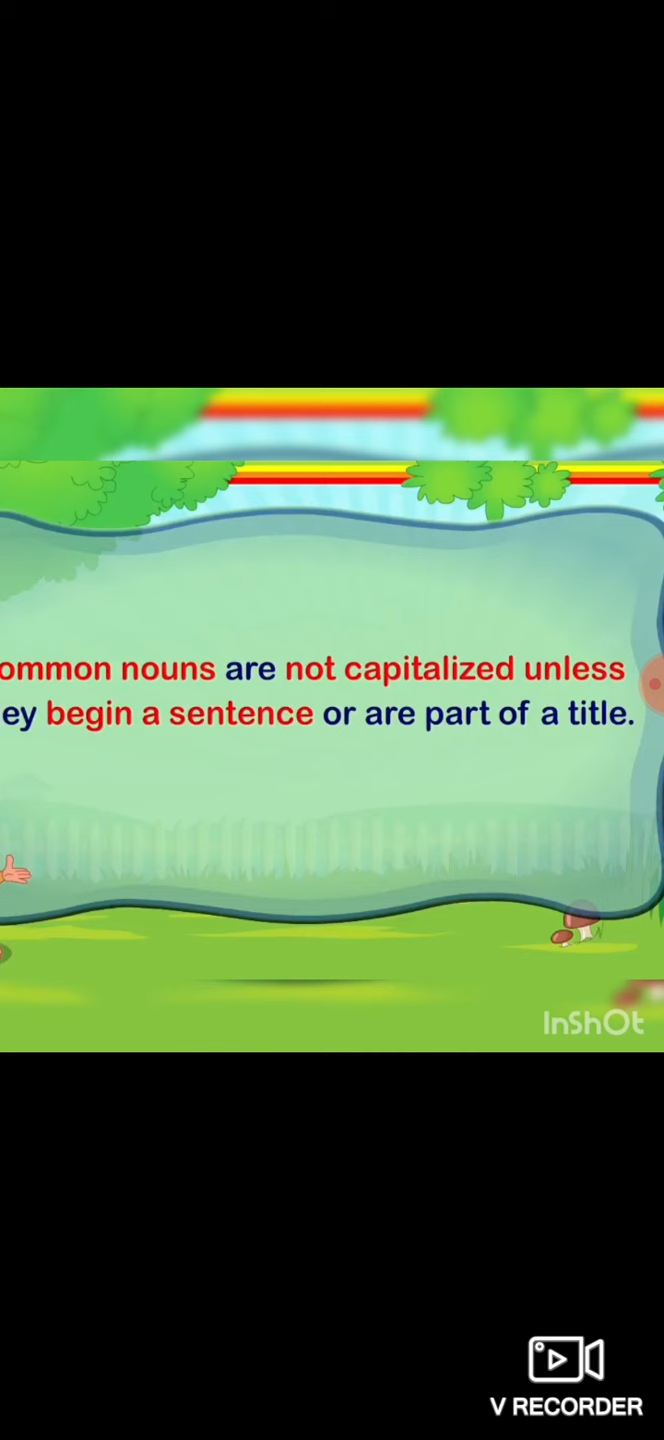 ommon nouns are not capitalized unless
ey begin a sentence or are part of a title.
InShOt
V RECORDER